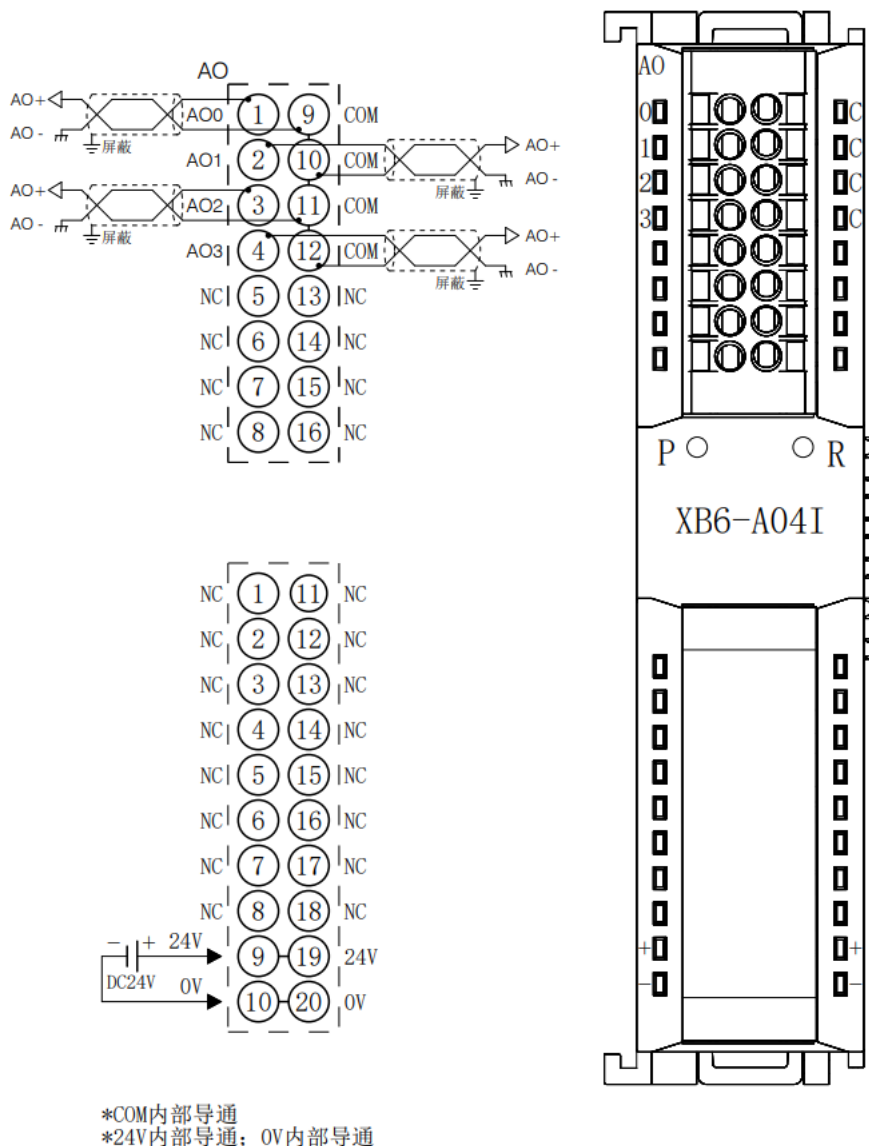 AO
AO+ AO0 1 9 COM
AO- 屏蔽
AO1 2 10 COM AO+
屏蔽 AO-
AO+ AO2 3 11 COM
AO- 屏蔽
AO3 4 12 COM AO+
屏蔽 AO-
NC 5 13 NC
NC 6 14 NC
NC 7 15 NC
NC 8 16 NC
NC 1 11 NC
NC 2 12 NC
NC 3 13 NC
NC 4 14 NC
NC 5 15 NC
NC 6 16 NC
NC 7 17 NC
NC 8 18 NC
- + 24V 9 19 24V
DC24V 0V 10 20 0V
*COM内部导通
*24V内部导通；0V内部导通
AO
0 C
1 C
2 C
3 C
P R
XB6-A04I
+ +
- -